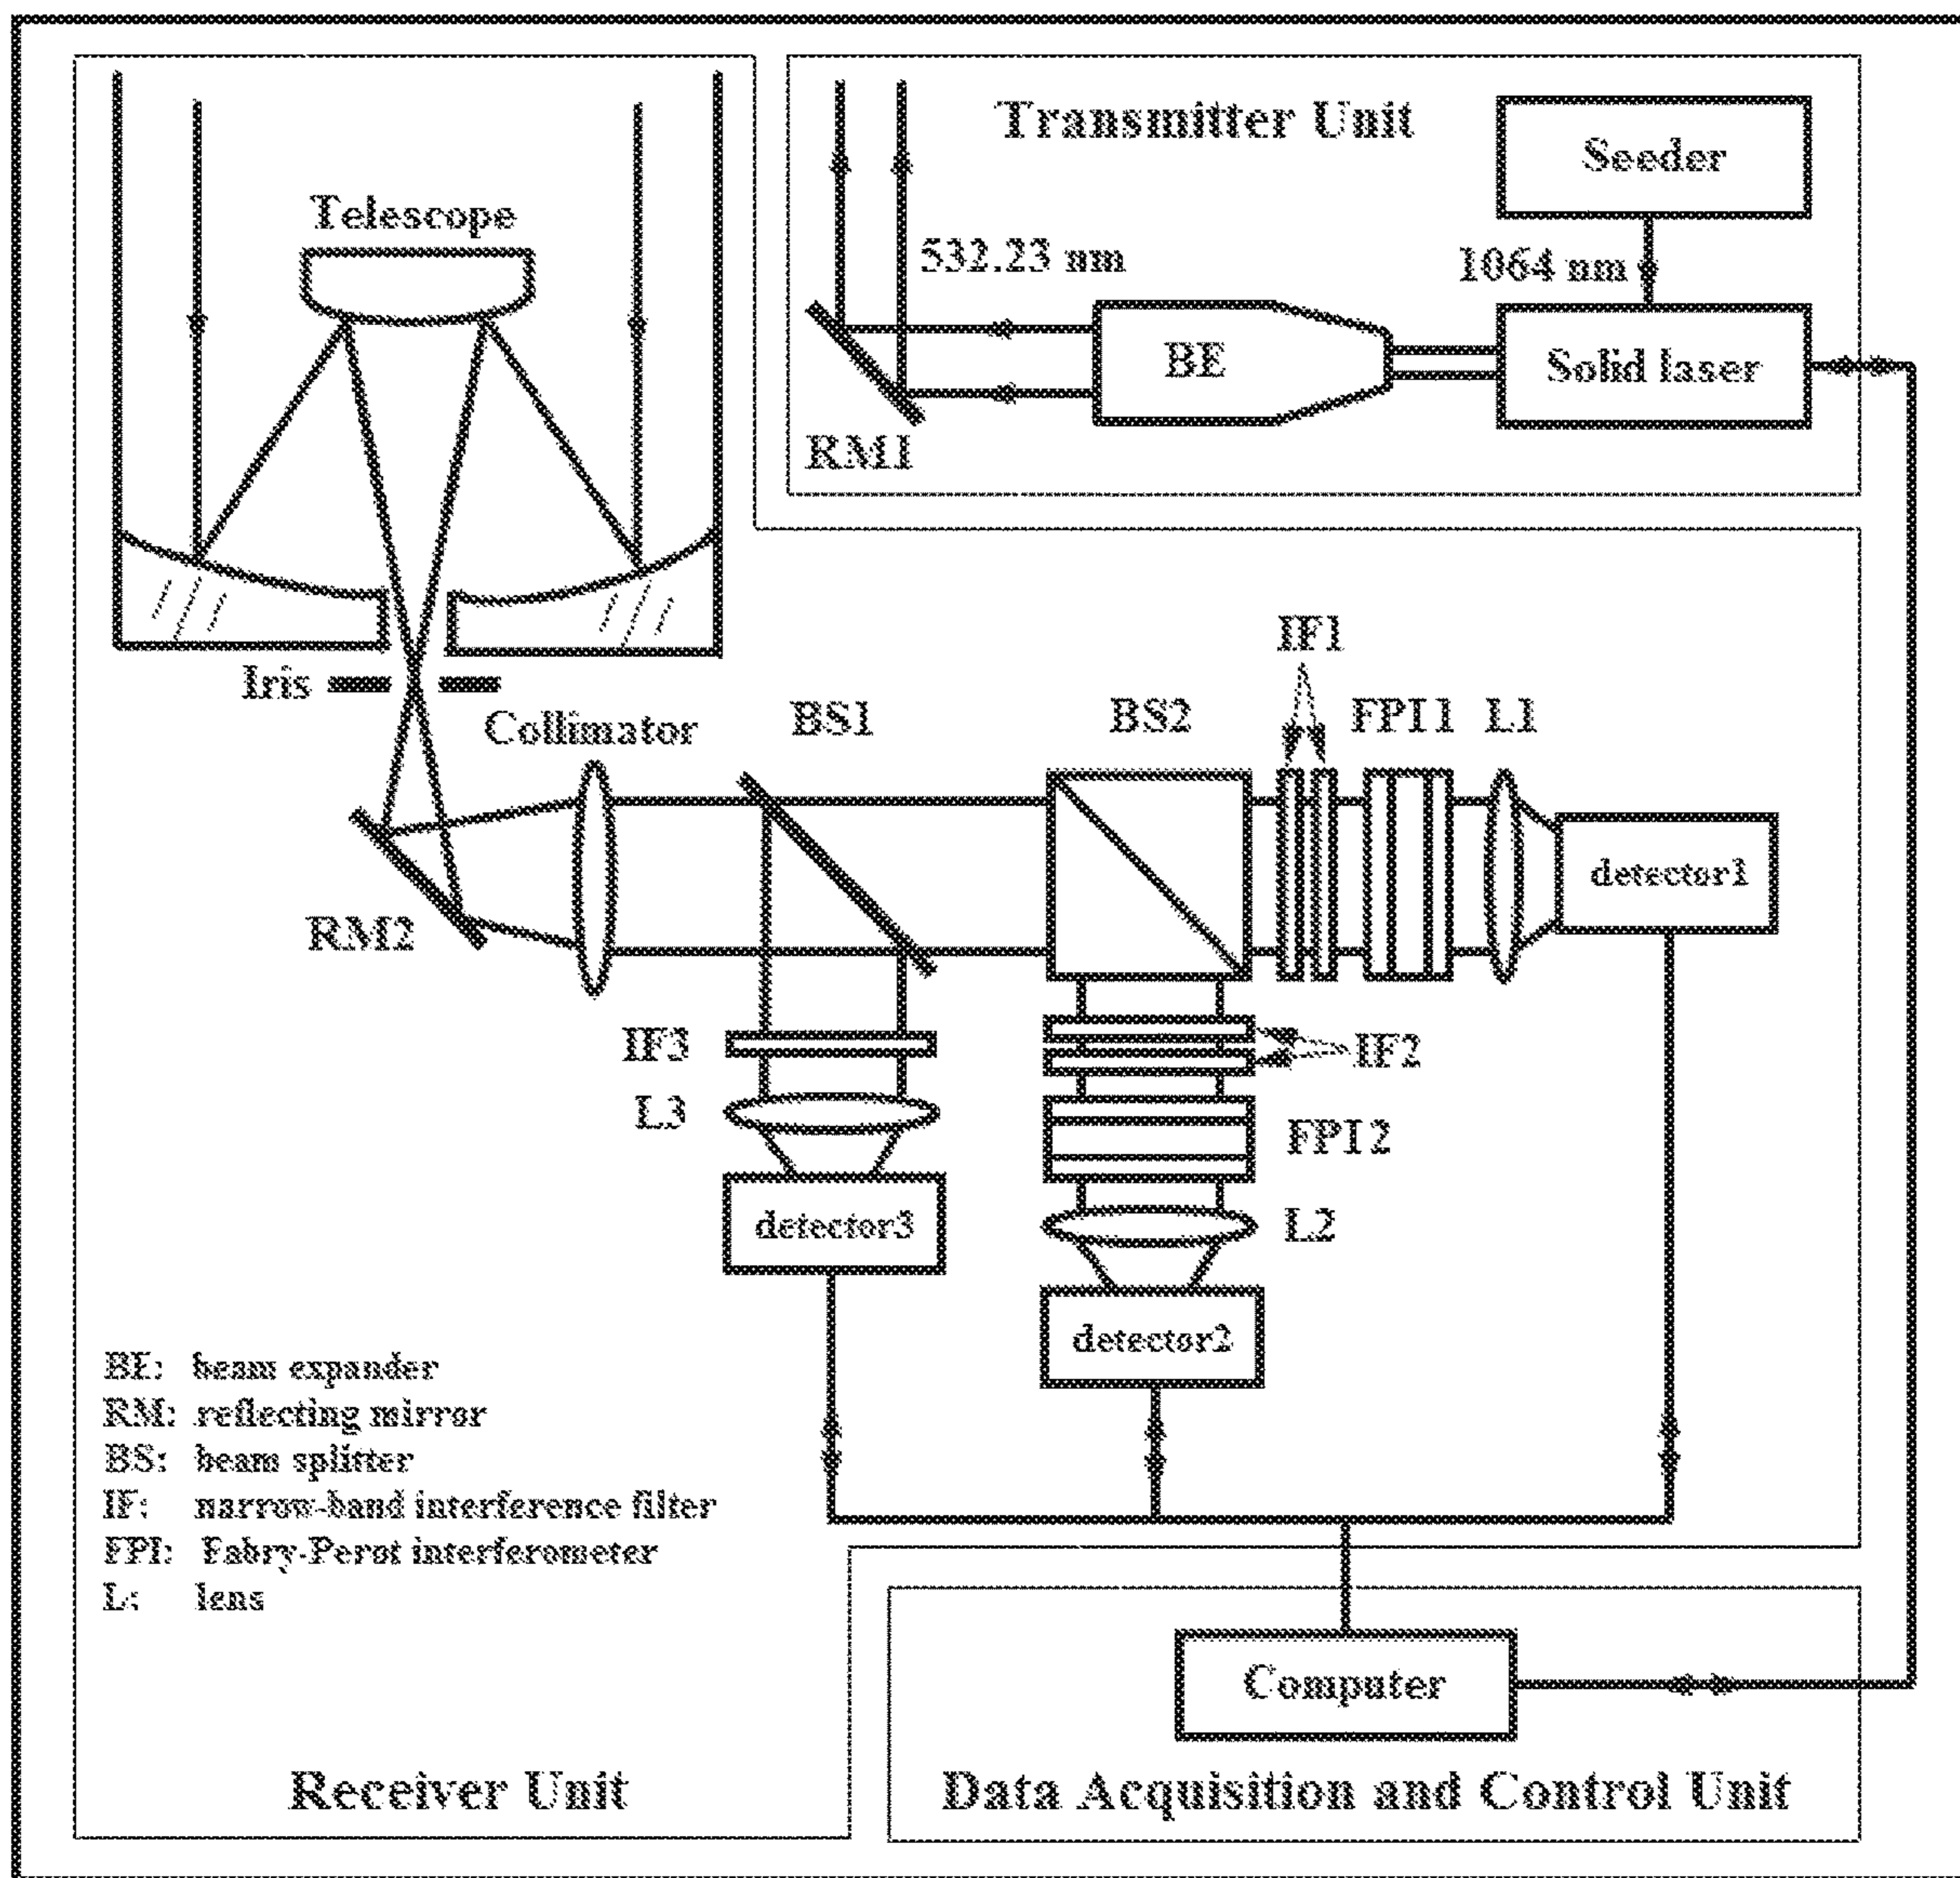 Transmitter Unit
Seeder
Telescope
532.23 nm
1064 nm
BE
Solid laser
RM1
IF1
Iris
Collimator
BS1
BS2
FPI1
L1
detector1
RM2
IF3
IF2
L3
FPI2
detector3
L2
detector2
BE: beam expander
RM: reflecting mirror
BS: beam splitter
IF: narrow-band interference filter
FPI: Fabry-Perot interferometer
L: lens
Computer
Receiver Unit
Data Acquisition and Control Unit